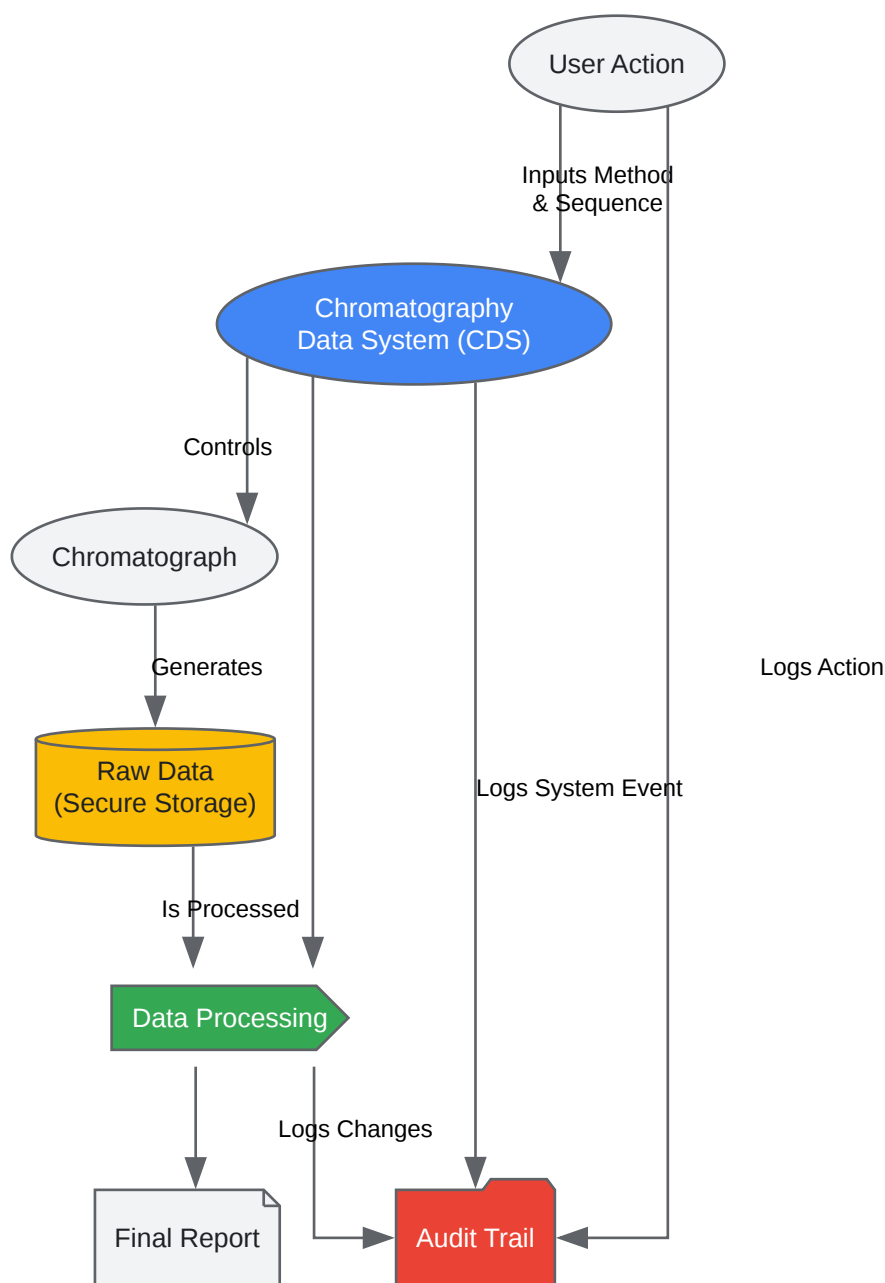 User Action
Inputs Method
& Sequence
Chromatography
Data System (CDS)
Controls
Chromatograph
Generates
Logs Action
Raw Data
(Secure Storage)
Logs System Event
Is Processed
Data Processing
Logs Changes
Final Report
Audit Trail